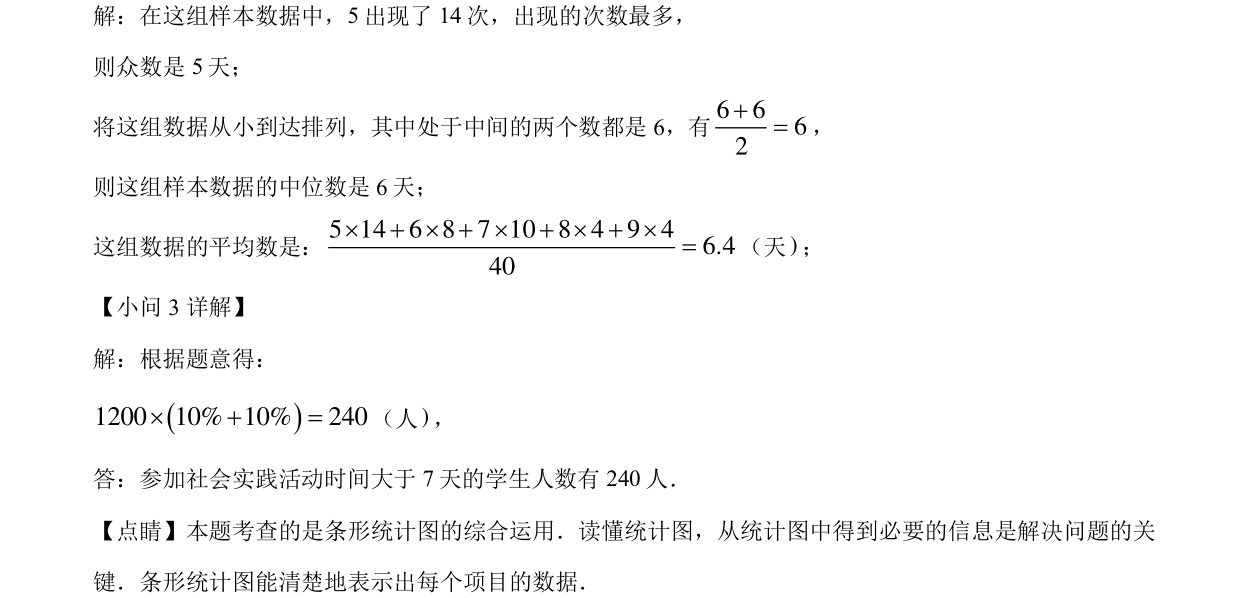 解：在这组样本数据中，5 出现了 14 次，出现的次数最多，
则众数是 5 天；
将这组数据从小到达排列，其中处于中间的两个数都是 6，有 \frac{6+6}{2}=6，
则这组样本数据的中位数是 6 天；
这组数据的平均数是：\frac{5×14+6×8+7×10+8×4+9×4}{40}=6.4（天）；
【小问 3 详解】
解：根据题意得：
1200×(10%+10%)=240（人），
答：参加社会实践活动时间大于 7 天的学生人数有 240 人．
【点睛】本题考查的是条形统计图的综合运用．读懂统计图，从统计图中得到必要的信息是解决问题的关
键．条形统计图能清楚地表示出每个项目的数据．